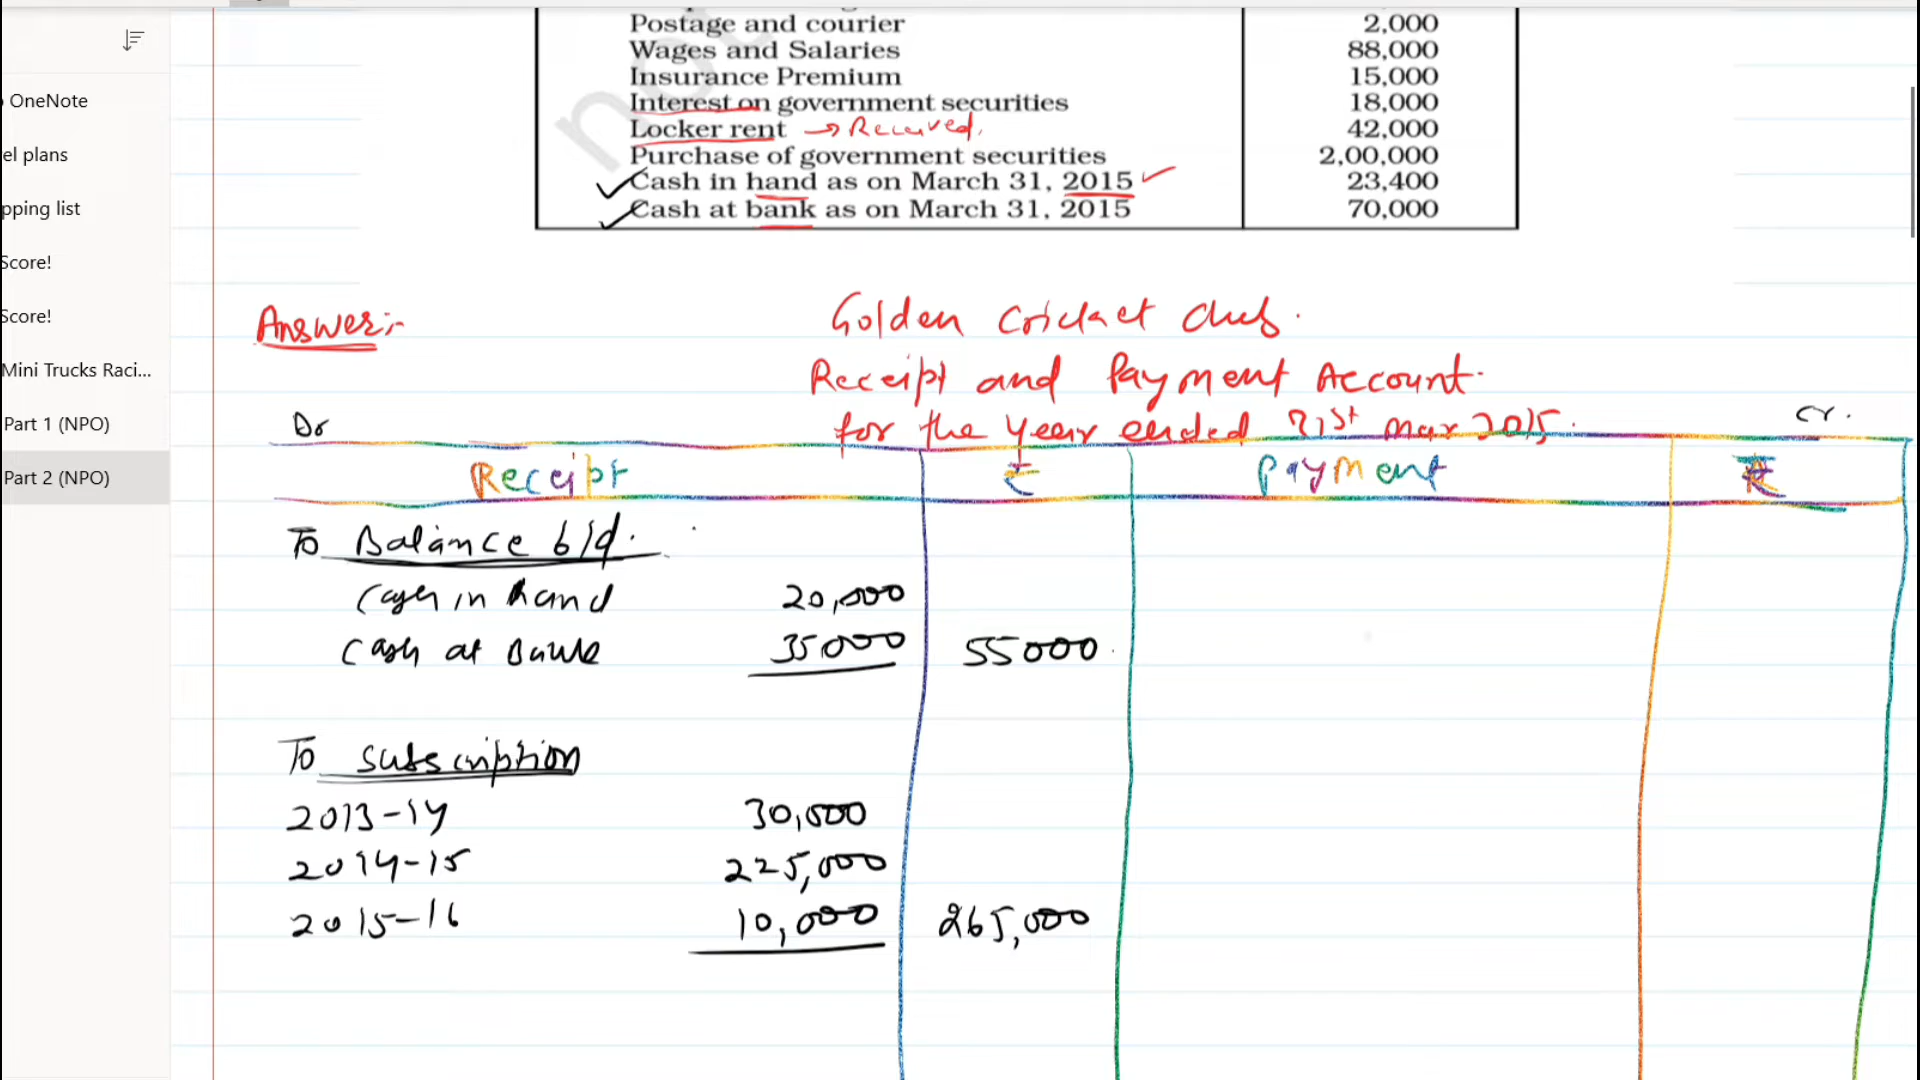 Postage and courier 2,000
Wages and Salaries 88,000
Insurance Premium 15,000
Interest on government securities 18,000
Locker rent → Received. 42,000
Purchase of government securities 2,00,000
Cash in hand as on March 31, 2015 23,400
Cash at bank as on March 31, 2015 70,000
not
OneNote
el plans
pping list
Score!
Score!
Mini Trucks Raci...
Part 1 (NPO)
Part 2 (NPO)
Answer:-
Golden Cricket Club.
Receipt and Payment Account.
for the year ended 31st Mar 2015.
Dr Cr.
Receipt ₹ Payment ₹
To Balance b/d.
Cash in hand 20,000
Cash at Bank 35000 55000
To Subscription
2013-14 30,000
2014-15 225,000
2015-16 10,000 265,000